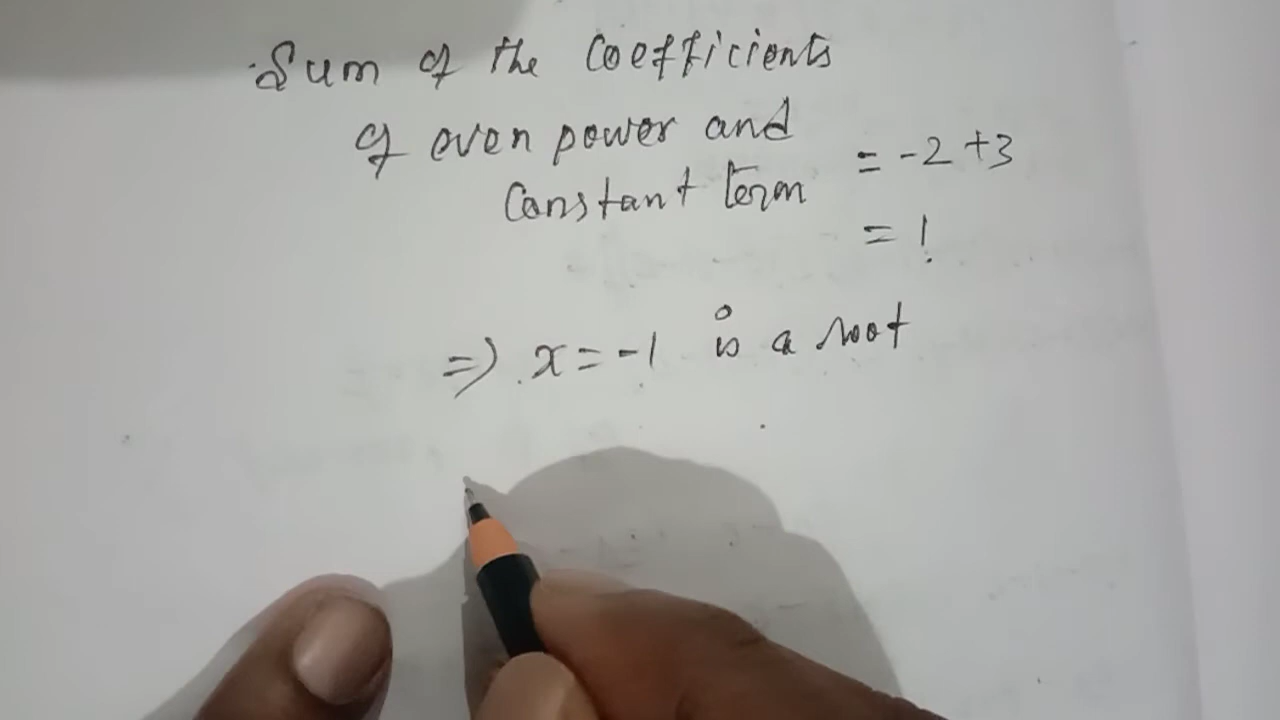 Sum of the Coefficients
of even power and
Constant term = -2 + 3
= 1
⇒ x = -1 is a root